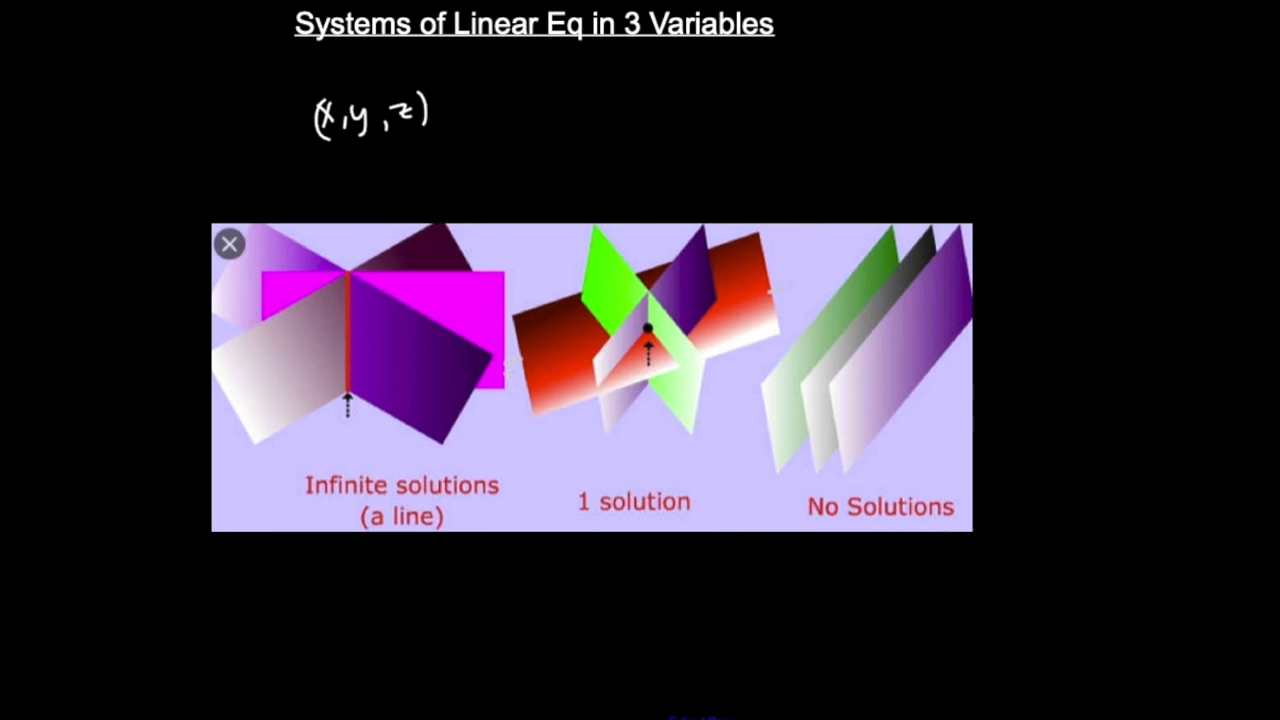 Systems of Linear Eq in 3 Variables
(x,y,z)
Infinite solutions
(a line)
1 solution
No Solutions